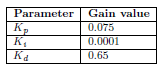 Parameter Gain value
Kp 0.075
Ki 0.0001
Kd 0.65